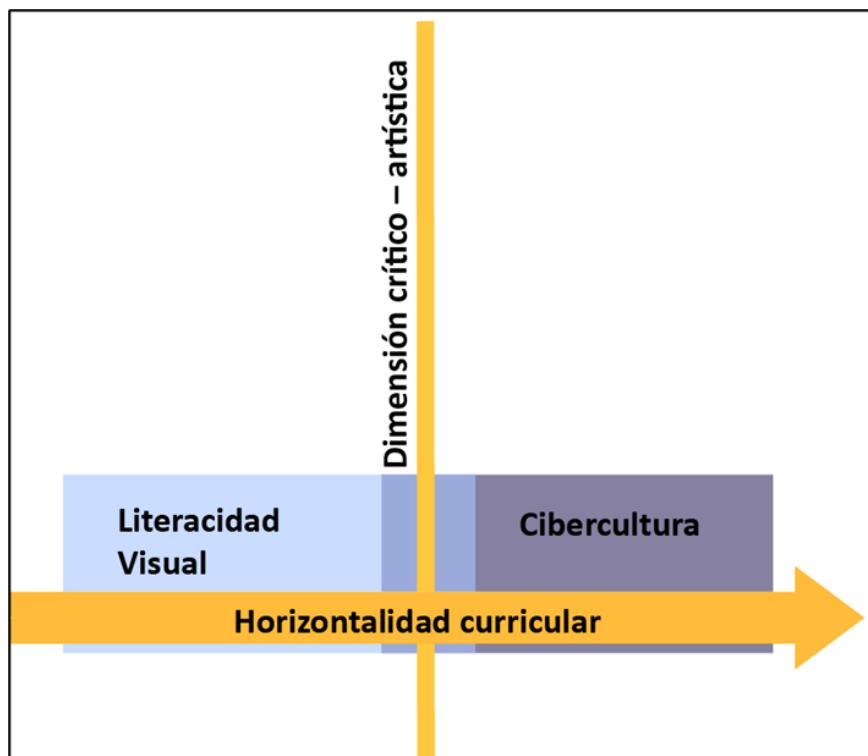 Dimensión crítico – artística
Literacidad
Visual
Cibercultura
Horizontalidad curricular